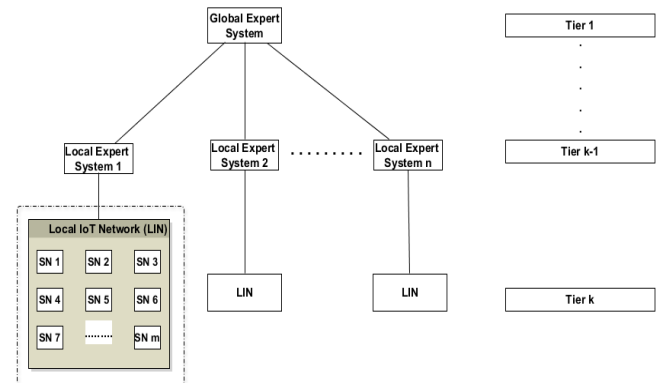 Global Expert
System
Tier 1
Local Expert
System 1
Local Expert
System 2
.........
Local Expert
System n
Tier k-1
Local IoT Network (LIN)
SN 1 SN 2 SN 3
SN 4 SN 5 SN 6
SN 7 ......... SN m
LIN
LIN
Tier k